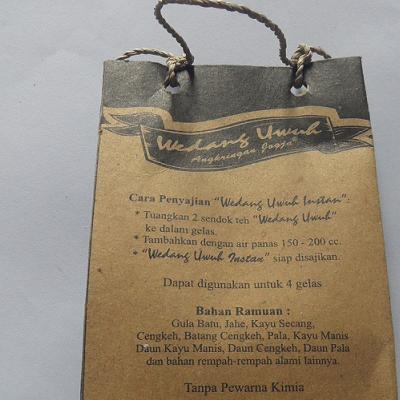 Wedang Uwuh
Angkringan Jogja
Cara Penyajian "Wedang Uwuh Instan":
* Tuangkan 2 sendok teh "Wedang Uwuh"
ke dalam gelas.
* Tambahkan dengan air panas 150 - 200 cc.
* "Wedang Uwuh Instan" siap disajikan.
Dapat digunakan untuk 4 gelas
Bahan Ramuan :
Gula Batu, Jahe, Kayu Secang,
Cengkeh, Batang Cengkeh, Pala, Kayu Manis
Daun Kayu Manis, Daun Cengkeh, Daun Pala
dan bahan rempah-rempah alami lainnya.
Tanpa Pewarna Kimia